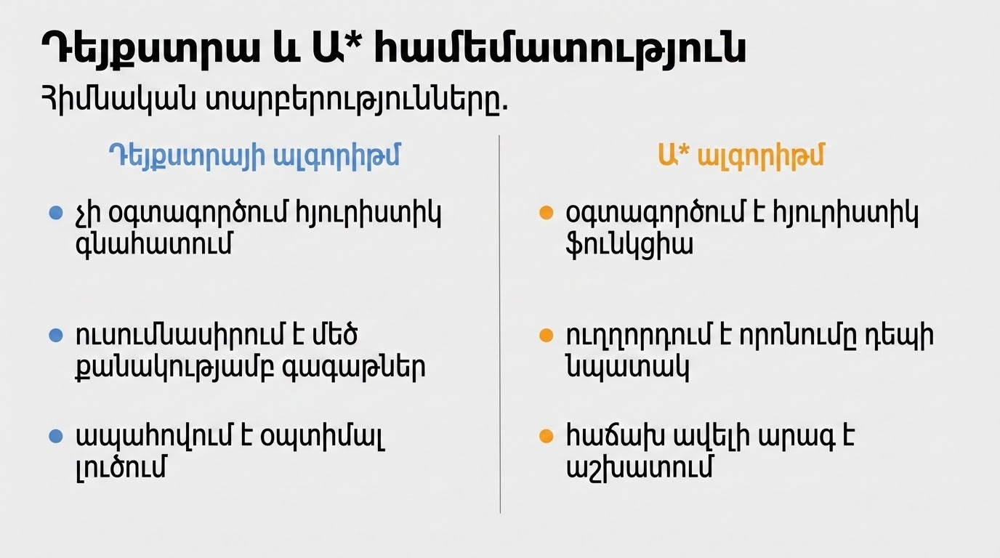 Դեյքստրա և Ա* համեմատություն
Հիմնական տարբերությունները.
Դեյքստրայի ալգորիթմ
չի օգտագործում հյուրիստիկ
գնահատում
ուսումնասիրում է մեծ
քանակությամբ գագաթներ
ապահովում է օպտիմալ
լուծում
Ա* ալգորիթմ
օգտագործում է հյուրիստիկ
ֆունկցիա
ուղղորդում է որոնումը դեպի
նպատակ
հաճախ ավելի արագ է
աշխատում